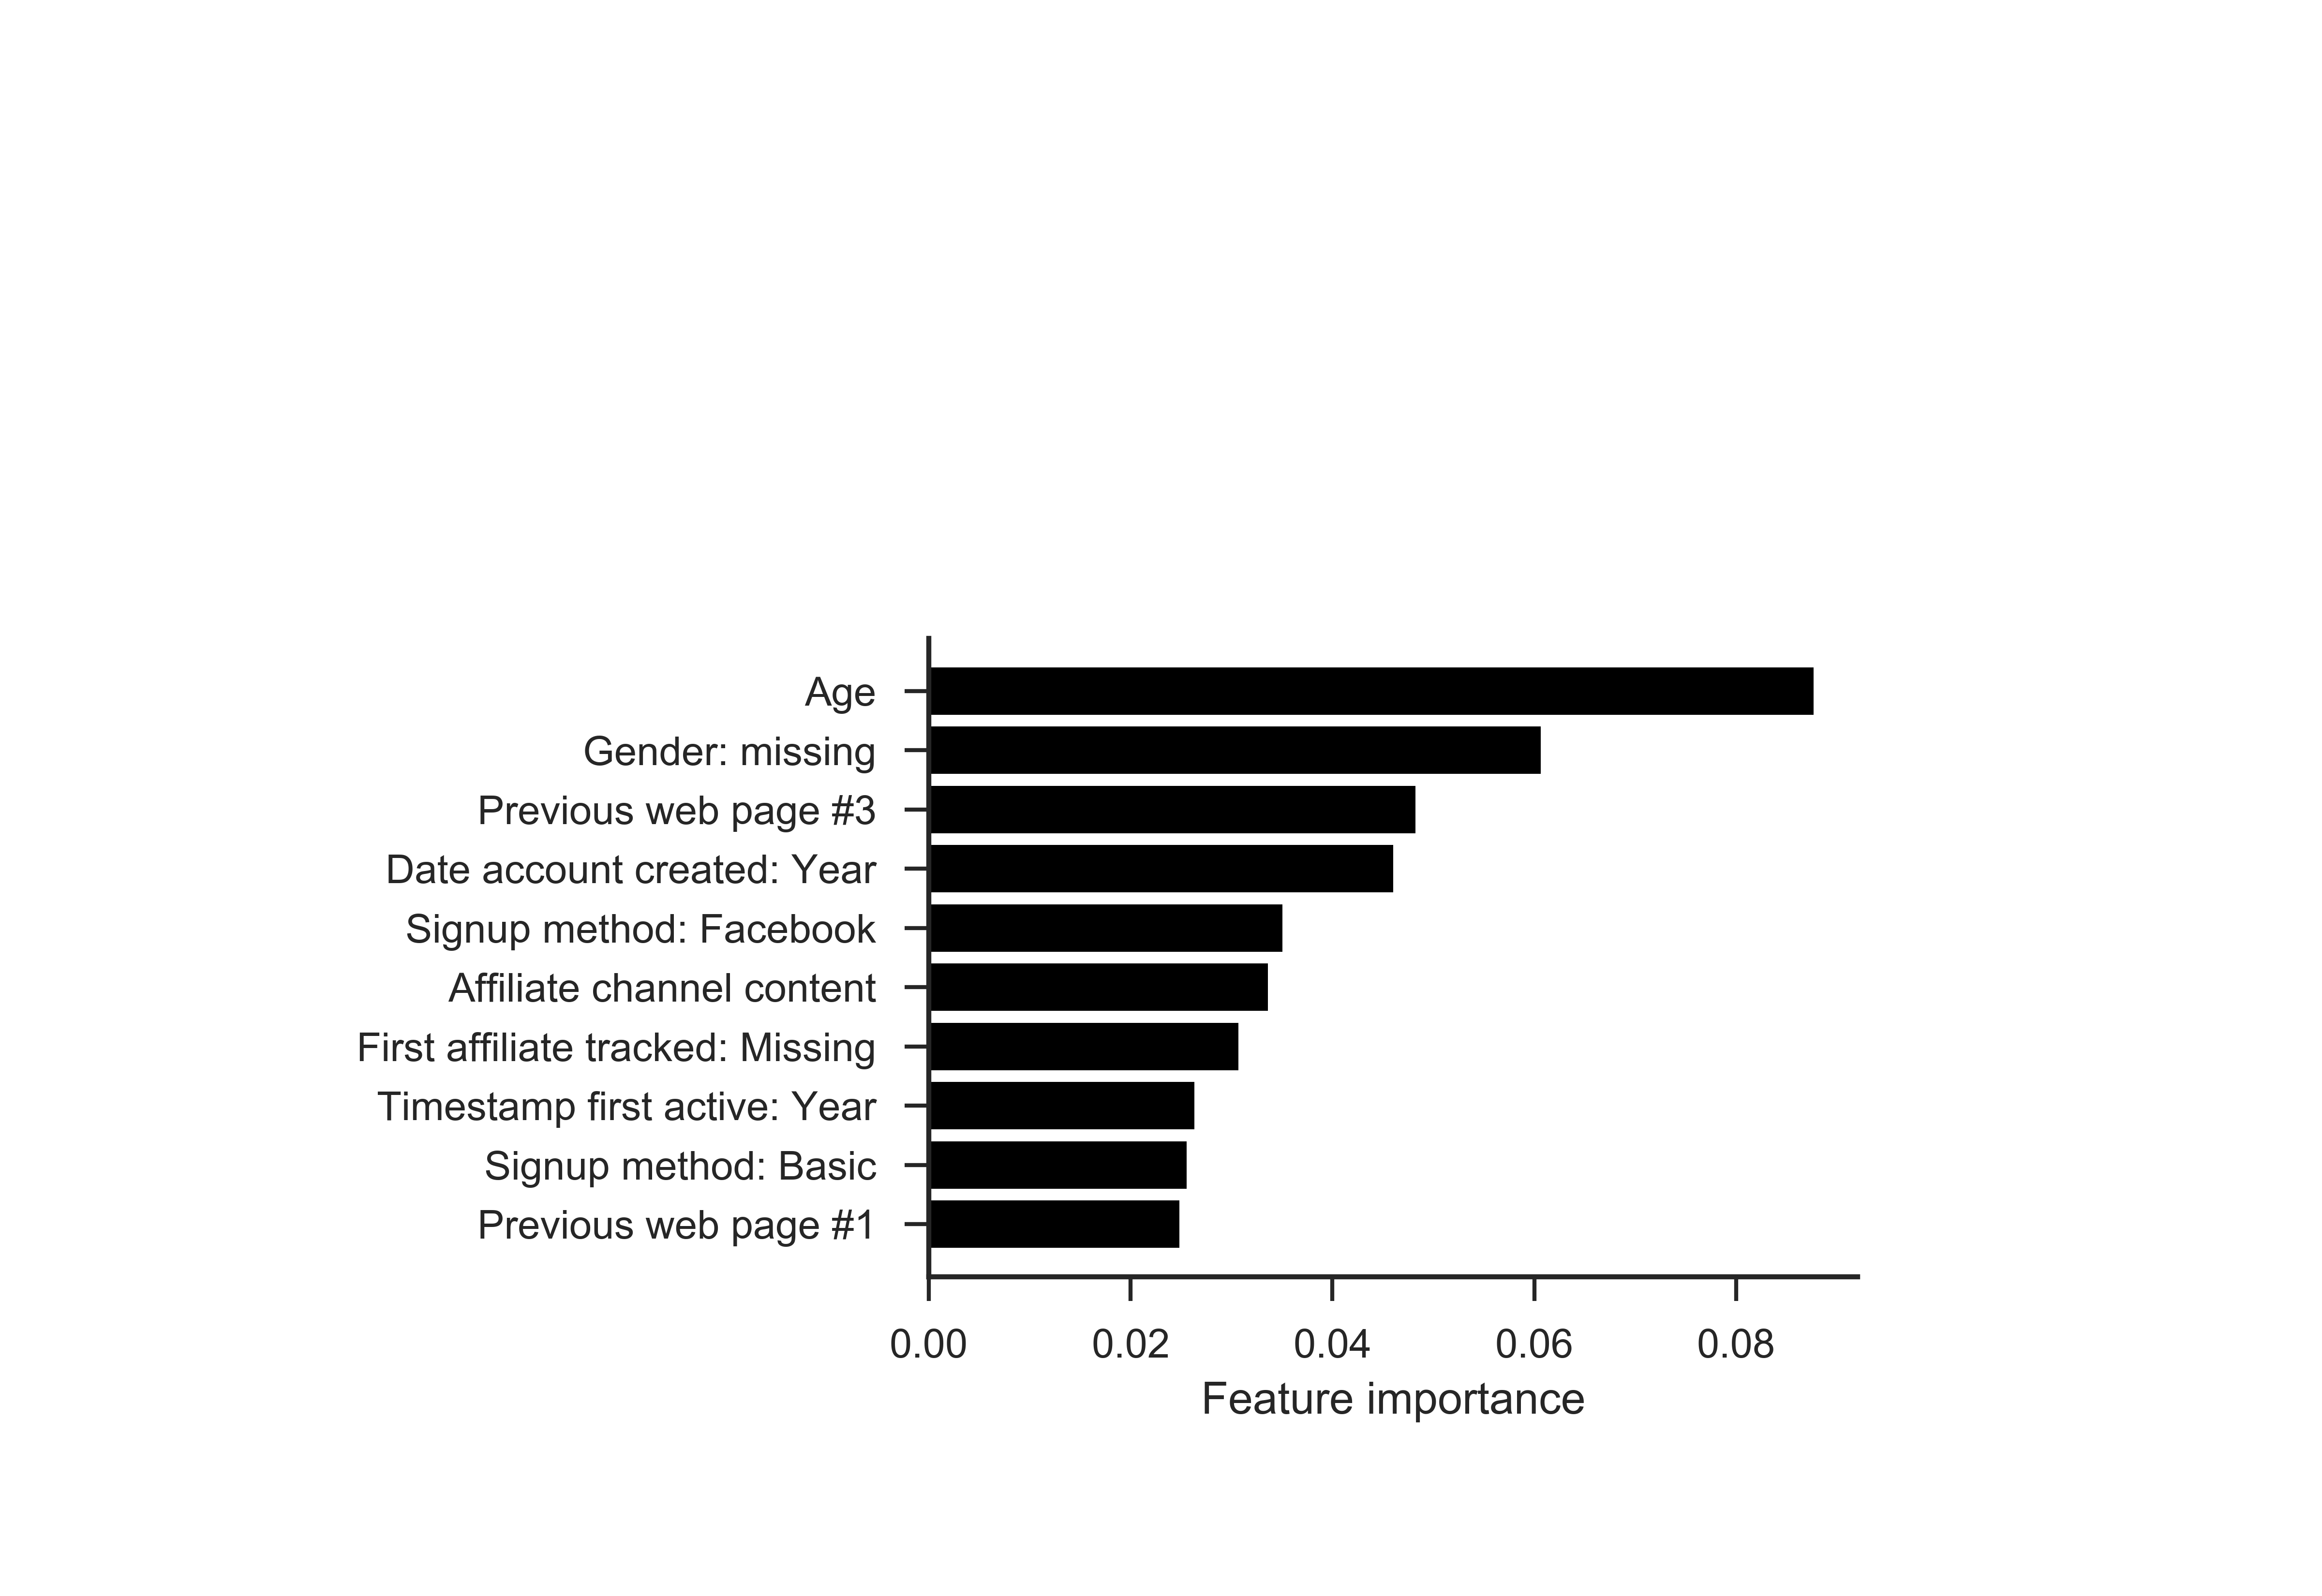 Age
Gender: missing
Previous web page #3
Date account created: Year
Signup method: Facebook
Affiliate channel content
First affiliate tracked: Missing
Timestamp first active: Year
Signup method: Basic
Previous web page #1
0.00 0.02 0.04 0.06 0.08
Feature importance